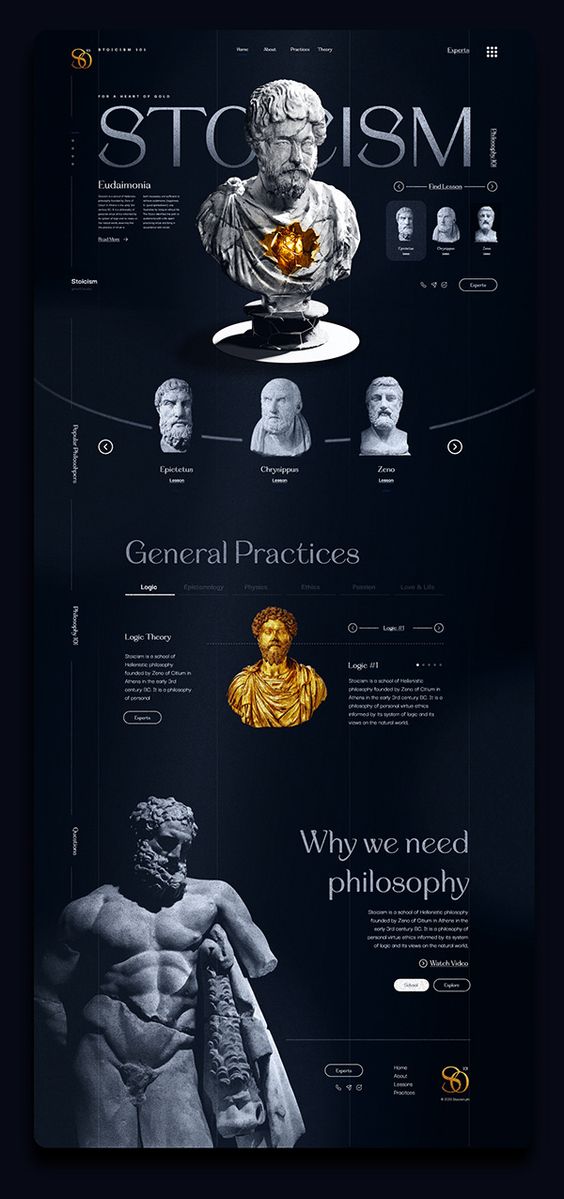 101
STOICISM 101
Home About Practices Theory
Experts
FOR A HEART OF GOLD
STOICISM
Philosophy 101
Eudaimonia
Read More
Find Lesson
Epictetus
Chrynippus
Zeno
Stoicism
Experts
Popular Philosophpers
Epictetus
Lesson
Chrynippus
Lesson
Zeno
Lesson
General Practices
Logic Epistomology Physics Ethics Passion Love & Life
Philosophy 101
Logic Theory
Stoicism is a school of
Hellenistic philosophy
founded by Zeno of Citium in
Athens in the early 3rd
century BC. It is a philosophy
of personal
Experts
Logic #1
Logic #1
Stoicism is a school of Hellenistic
philosophy founded by Zeno of Citium in
Athens in the early 3rd century BC. It is a
philosophy of personal virtue ethics
informed by its system of logic and its
views on the natural world.
Questions
Why we need
philosophy
Stoicism is a school of Hellenistic philosophy
founded by Zeno of Citium in Athens in the
early 3rd century BC. It is a philosophy of
personal virtue ethics informed by its system
of logic and its views on the natural world.
Watch Video
School
Explore
Experts
Home
About
Lessons
Practices
101